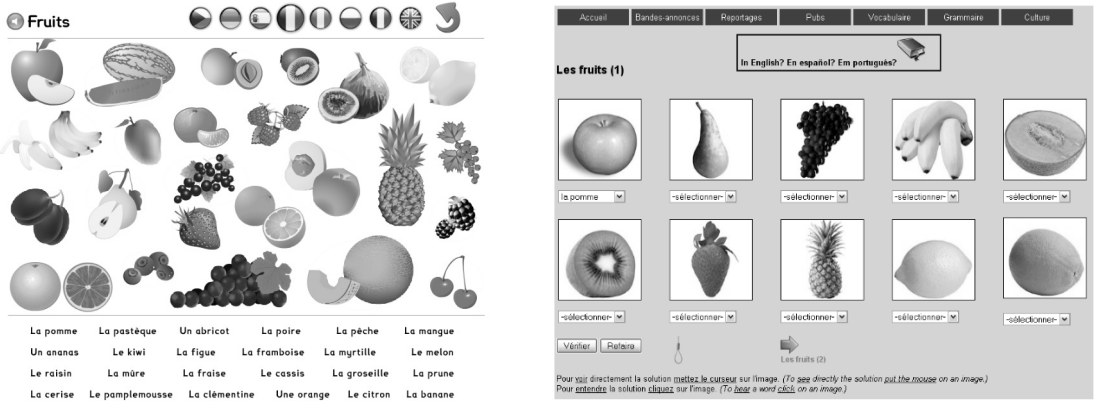 Fruits
La pomme La pastèque Un abricot La poire La pêche La mangue
Un ananas Le kiwi La figue La framboise La myrtille Le melon
Le raisin La mûre La fraise Le cassis La groseille La prune
La cerise Le pamplemousse La clémentine Une orange Le citron La banane
Accueil Bandes-annonces Reportages Pubs Vocabulaire Grammaire Culture
In English? En español? Em português?
Les fruits (1)
la pomme -sélectionner- -sélectionner- -sélectionner- -sélectionner-
-sélectionner- -sélectionner- -sélectionner- -sélectionner- -sélectionner-
Vérifier Refaire
Les fruits (2)
Pour voir directement la solution mettez le curseur sur l'image. (To see directly the solution put the mouse on an image.)
Pour entendre la solution cliquez sur l'image. (To hear a word click on an image.)